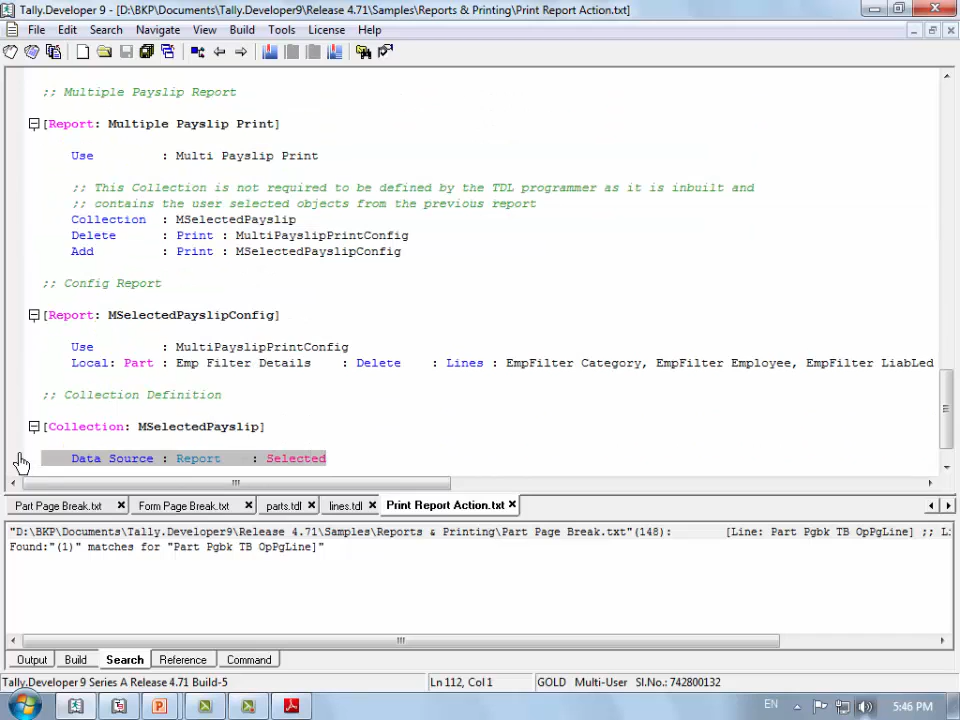 Tally.Developer 9 - [D:\BKP\Documents\Tally.Developer9\Release 4.71\Samples\Reports & Printing\Print Report Action.txt]
File Edit Search Navigate View Build Tools License Help
;; Multiple Payslip Report
[Report: Multiple Payslip Print]
Use : Multi Payslip Print
;; This Collection is not required to be defined by the TDL programmer as it is inbuilt and
;; contains the user selected objects from the previous report
Collection : MSelectedPayslip
Delete : Print : MultiPayslipPrintConfig
Add : Print : MSelectedPayslipConfig
;; Config Report
[Report: MSelectedPayslipConfig]
Use : MultiPayslipPrintConfig
Local: Part : Emp Filter Details : Delete : Lines : EmpFilter Category, EmpFilter Employee, EmpFilter LiabLed
;; Collection Definition
[Collection: MSelectedPayslip]
Data Source : Report : Selected
Part Page Break.txt Form Page Break.txt parts.tdl lines.tdl Print Report Action.txt
"D:\BKP\Documents\Tally.Developer9\Release 4.71\Samples\Reports & Printing\Part Page Break.txt"(148): [Line: Part Pgbk TB OpPgLine] ;; Li
Found:"(1)" matches for "Part Pgbk TB OpPgLine]"
Output Build Search Reference Command
Tally.Developer 9 Series A Release 4.71 Build-5 Ln 112, Col 1 GOLD Multi-User Sl.No.: 742800132
EN 5:46 PM